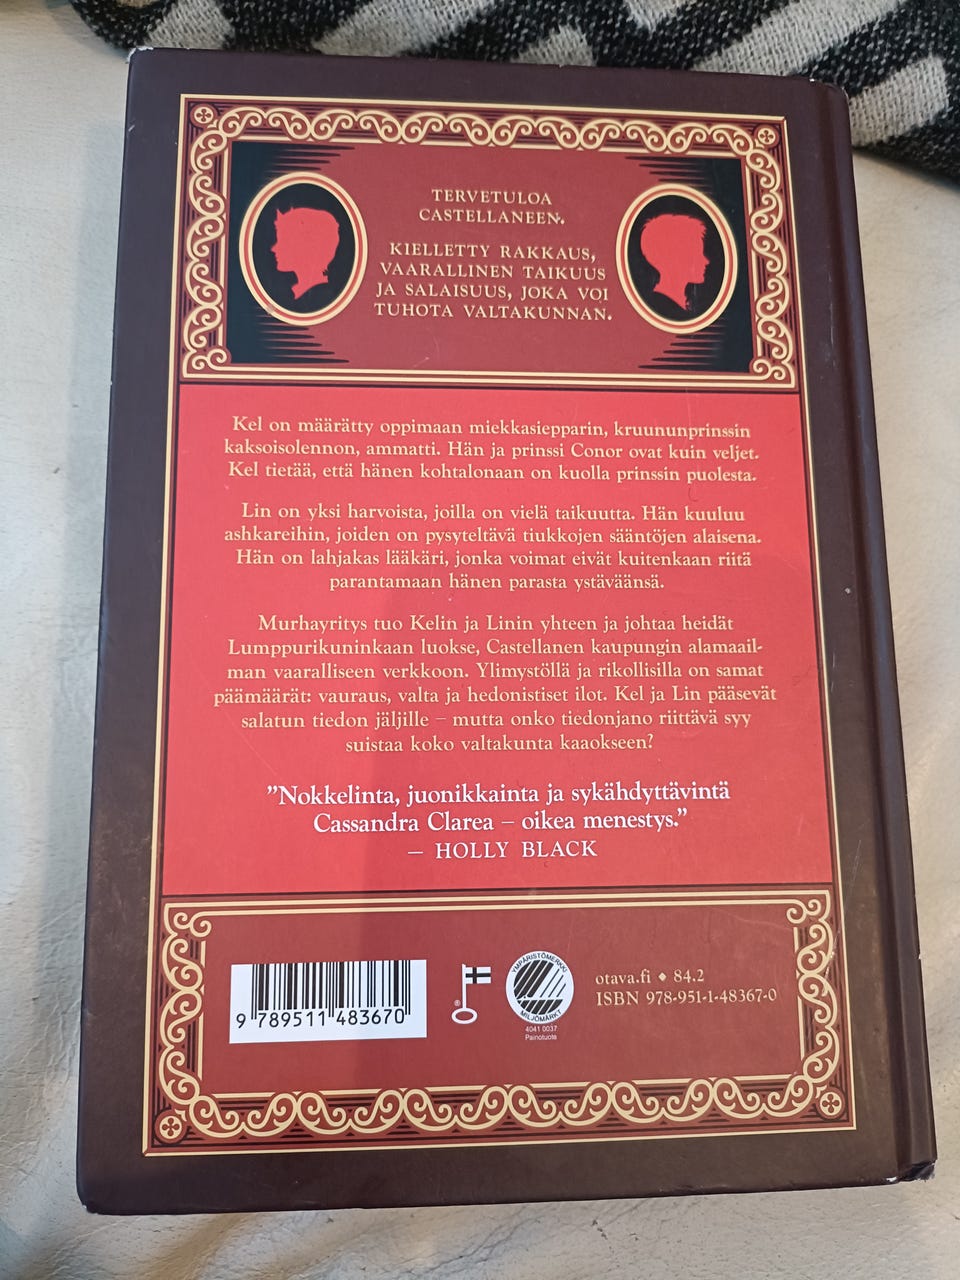 TERVETULOA
CASTELLANEEN.
KIELLETTY RAKKAUS,
VAARALLINEN TAIKUUS
JA SALAISUUS, JOKA VOI
TUHOTA VALTAKUNNAN.
Kel on määrätty oppimaan miekkasiepparin, kruununprinssin
kaksoisolennon, ammatti. Hän ja prinssi Conor ovat kuin veljet.
Kel tietää, että hänen kohtalonaan on kuolla prinssin puolesta.
Lin on yksi harvoista, joilla on vielä taikuutta. Hän kuuluu
ashkareihin, joiden on pysyteltävä tiukkojen sääntöjen alaisena.
Hän on lahjakas lääkäri, jonka voimat eivät kuitenkaan riitä
parantamaan hänen parasta ystäväänsä.
Murhayritys tuo Kelin ja Linin yhteen ja johtaa heidät
Lumppurikuninkaan luokse, Castellanen kaupungin alamaail-
man vaaralliseen verkkoon. Ylimystöllä ja rikollisilla on samat
päämäärät: vauraus, valta ja hedonistiset ilot. Kel ja Lin pääsevät
salatun tiedon jäljille – mutta onko tiedonjano riittävä syy
suistaa koko valtakunta kaaokseen?
”Nokkelinta, juonikkainta ja sykähdyttävintä
Cassandra Clarea – oikea menestys.”
– HOLLY BLACK
9 789511 483670
®
YMPÄRISTÖMERKKI
MILJÖMÄRKT
4041 0037
Painotuote
otava.fi ◆ 84.2
ISBN 978-951-1-48367-0